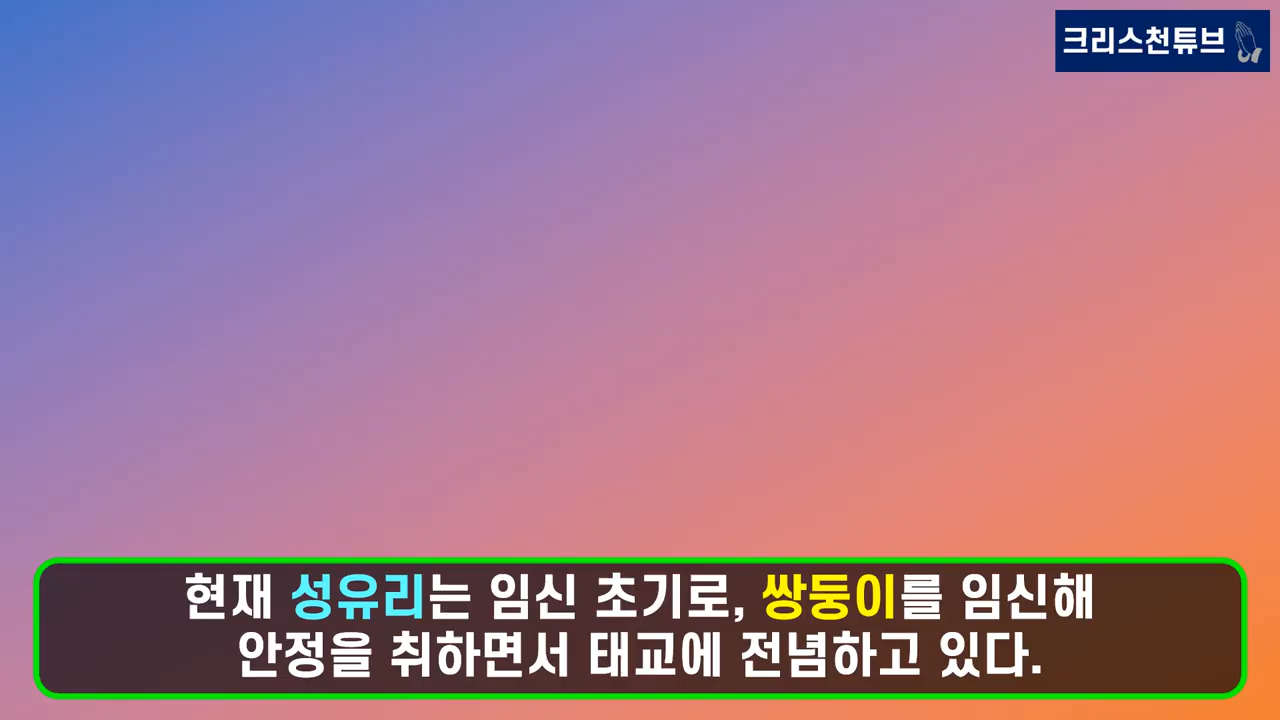 크리스천튜브
현재 성유리는 임신 초기로, 쌍둥이를 임신해
안정을 취하면서 태교에 전념하고 있다.